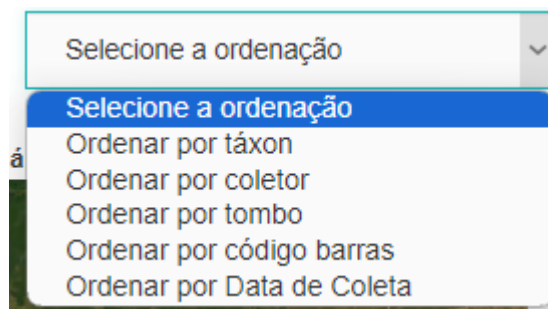 Selecione a ordenação
Selecione a ordenação
Ordenar por táxon
á
Ordenar por coletor
Ordenar por tombo
Ordenar por código barras
Ordenar por Data de Coleta